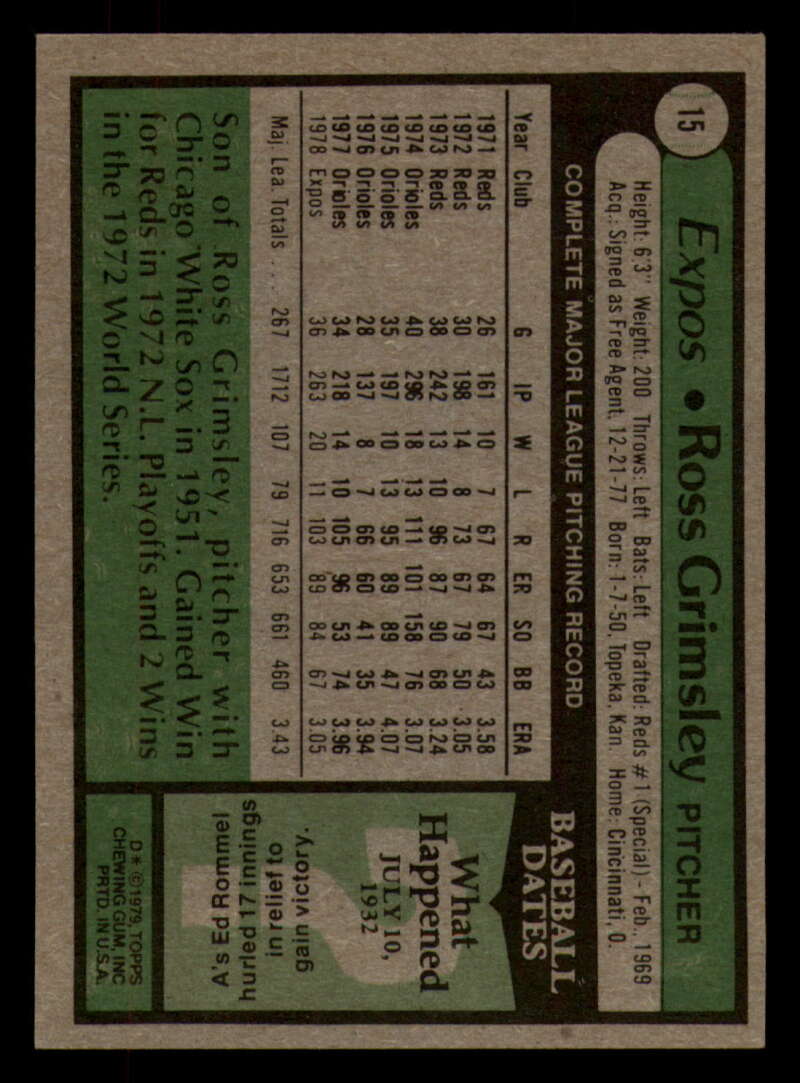 15
Expos • Ross Grimsley PITCHER
Height: 6'3" Weight: 200 Throws: Left Bats: Left Drafted: Reds #1 (Special)-Feb., 1969
Acq.: Signed as Free Agent, 12-21-77 Born: 1-7-50, Topeka, Kan. Home: Cincinnati, O.
COMPLETE MAJOR LEAGUE PITCHING RECORD
Year Club G IP W L R ER SO BB ERA
1971 Reds 26 161 10 7 67 64 67 43 3.58
1972 Reds 30 198 14 8 73 67 79 50 3.05
1973 Reds 38 242 13 10 96 87 90 68 3.24
1974 Orioles 40 296 18 13 111 101 158 76 3.07
1975 Orioles 35 197 10 13 95 89 89 47 4.07
1976 Orioles 28 137 8 7 66 60 41 35 3.94
1977 Orioles 34 218 14 10 105 96 53 74 3.96
1978 Expos 36 263 20 11 103 89 84 67 3.05
Maj. Lea. Totals . . . 267 1712 107 79 716 653 661 460 3.43
Son of Ross Grimsley, pitcher with
Chicago White Sox in 1951. Gained Win
for Reds in 1972 N.L. Playoffs and 2 Wins
in the 1972 World Series.
BASEBALL
DATES
What
Happened
JULY 10,
1932
?
A's Ed Rommel
hurled 17 innings
in relief to
gain victory.
D* ©1979, TOPPS
CHEWING GUM, INC
PRTD. IN U.S.A.